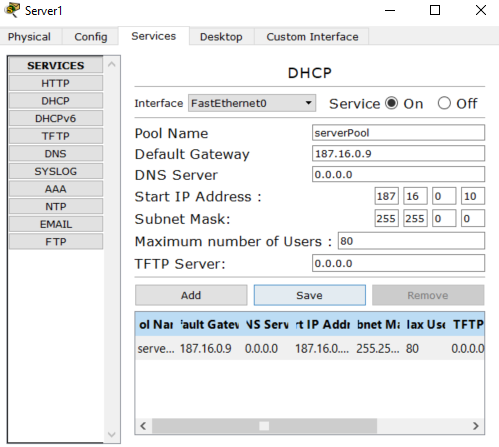 Server1
Physical Config Services Desktop Custom Interface
SERVICES
HTTP
DHCP
DHCPv6
TFTP
DNS
SYSLOG
AAA
NTP
EMAIL
FTP
DHCP
Interface FastEthernet0 Service On Off
Pool Name serverPool
Default Gateway 187.16.0.9
DNS Server 0.0.0.0
Start IP Address : 187 16 0 10
Subnet Mask: 255 255 0 0
Maximum number of Users : 80
TFTP Server: 0.0.0.0
Add Save Remove
ol Nar fault Gatev NS Serv rt IP Addr bnet Ma lax Use TFTP
serve... 187.16.0.9 0.0.0.0 187.16.0.... 255.25... 80 0.0.0.0